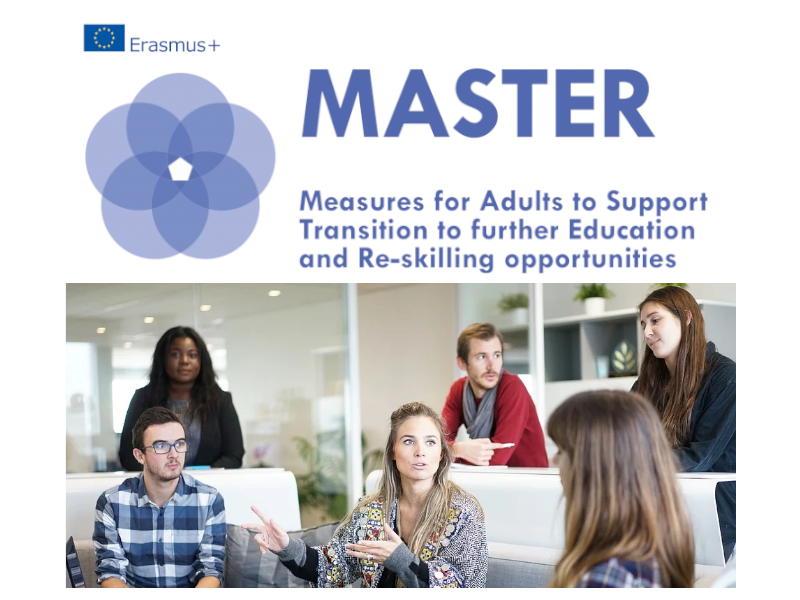 Erasmus+
MASTER
Measures for Adults to Support
Transition to further Education
and Re-skilling opportunities